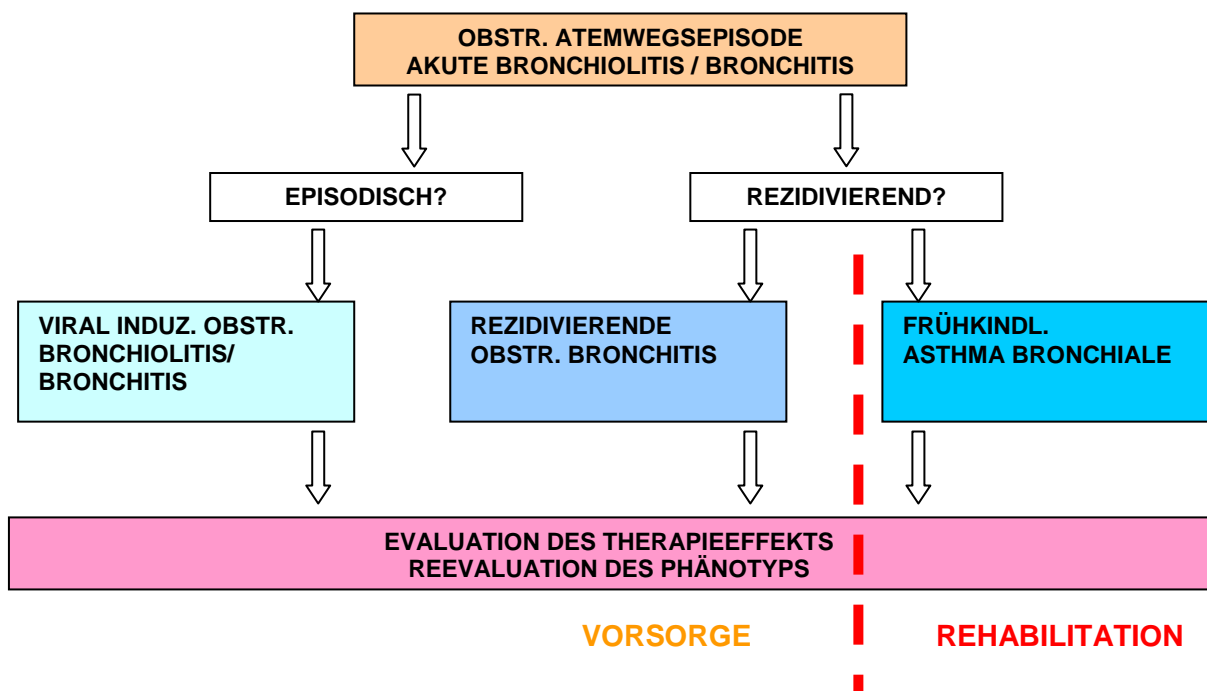 OBSTR. ATEMWEGSEPISODE
AKUTE BRONCHIOLITIS / BRONCHITIS
EPISODISCH?
REZIDIVIEREND?
VIRAL INDUZ. OBSTR.
BRONCHIOLITIS/
BRONCHITIS
REZIDIVIERENDE
OBSTR. BRONCHITIS
FRÜHKINDL.
ASTHMA BRONCHIALE
EVALUATION DES THERAPIEEFFEKTS
REEVALUATION DES PHÄNOTYPS
VORSORGE
REHABILITATION